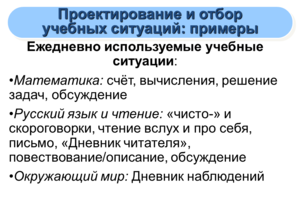 Проектирование и отбор
учебных ситуаций: примеры
Ежедневно используемые учебные
ситуации:
•Математика: счёт, вычисления, решение
задач, обсуждение
•Русский язык и чтение: «чисто-» и
скороговорки, чтение вслух и про себя,
письмо, «Дневник читателя»,
повествование/описание, обсуждение
•Окружающий мир: Дневник наблюдений